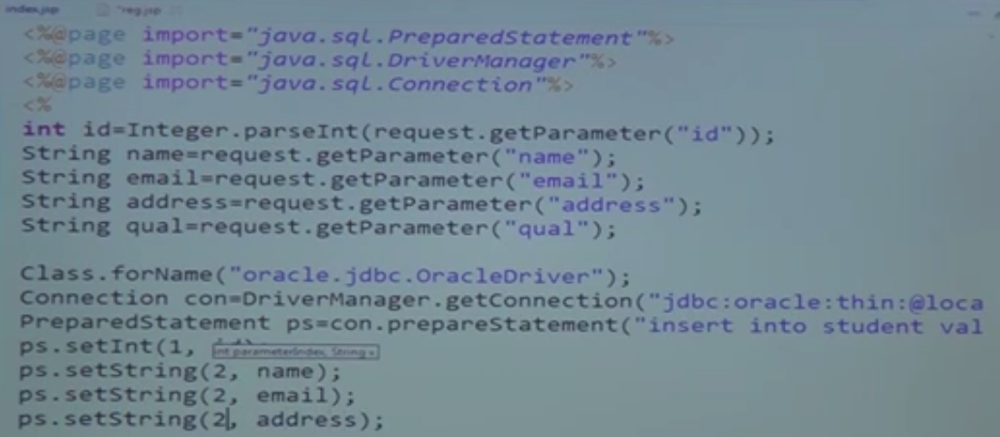 index.jsp *reg.jsp
<%@page import="java.sql.PreparedStatement"%>
<%@page import="java.sql.DriverManager"%>
<%@page import="java.sql.Connection"%>
<%
int id=Integer.parseInt(request.getParameter("id"));
String name=request.getParameter("name");
String email=request.getParameter("email");
String address=request.getParameter("address");
String qual=request.getParameter("qual");
Class.forName("oracle.jdbc.OracleDriver");
Connection con=DriverManager.getConnection("jdbc:oracle:thin:@loca
PreparedStatement ps=con.prepareStatement("insert into student val
ps.setInt(1,
int parameterIndex, String x
ps.setString(2, name);
ps.setString(2, email);
ps.setString(2, address);